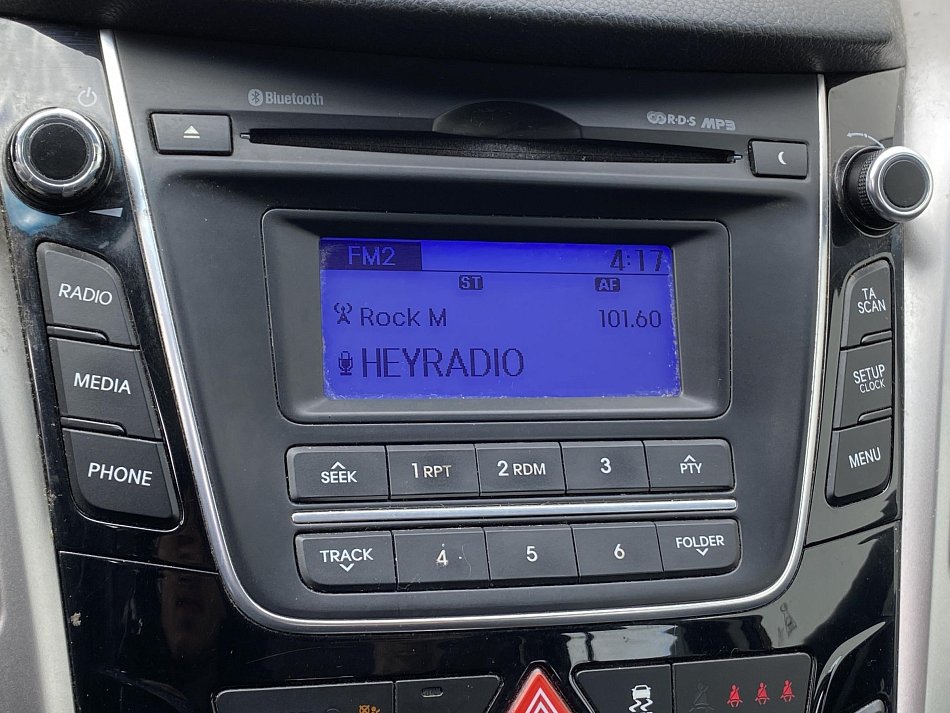 Bluetooth
R·D·S MP3
FM2 4:17
ST AF
Rock M 101.60
HEYRADIO
RADIO
MEDIA
PHONE
TA
SCAN
SETUP
CLOCK
MENU
SEEK 1 RPT 2 RDM 3 PTY
TRACK 4 5 6 FOLDER